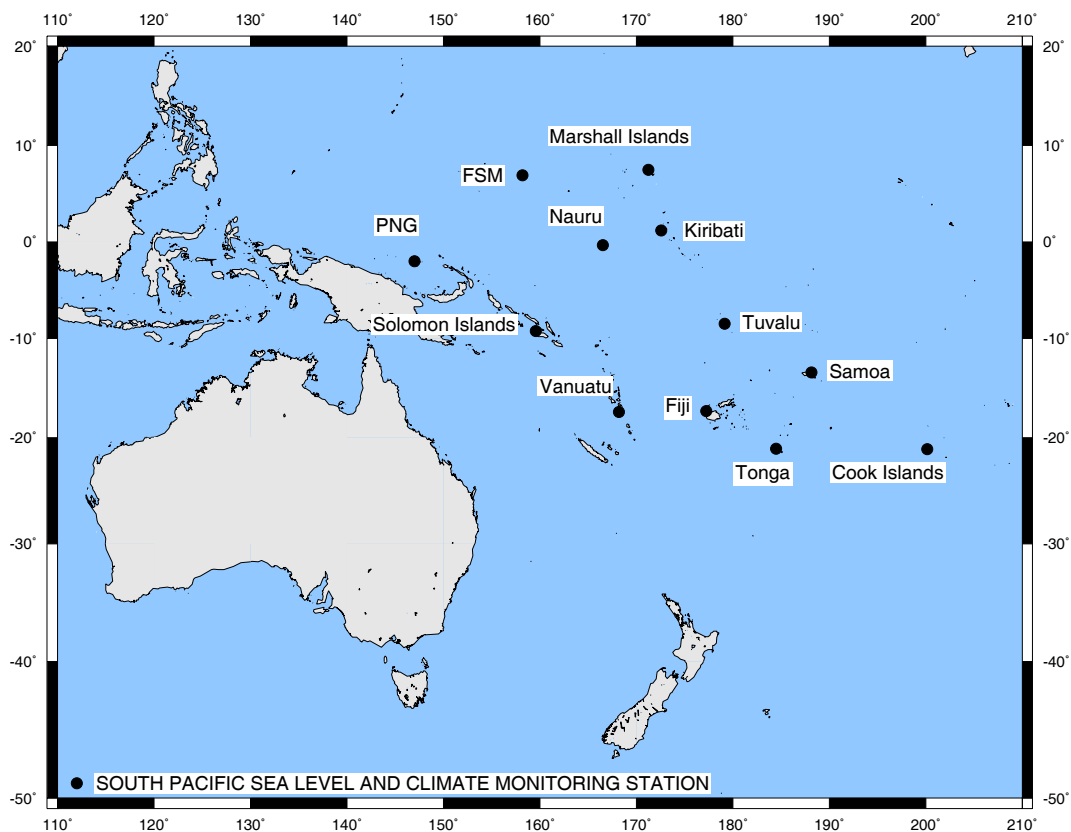 110˚ 120˚ 130˚ 140˚ 150˚ 160˚ 170˚ 180˚ 190˚ 200˚ 210˚
20˚ 20˚
Marshall Islands
10˚ 10˚
FSM
Nauru
PNG
Kiribati
0˚ 0˚
Solomon Islands
Tuvalu
-10˚ -10˚
Samoa
Vanuatu
Fiji
-20˚ -20˚
Tonga
Cook Islands
-30˚ -30˚
-40˚ -40˚
SOUTH PACIFIC SEA LEVEL AND CLIMATE MONITORING STATION
-50˚ -50˚
110˚ 120˚ 130˚ 140˚ 150˚ 160˚ 170˚ 180˚ 190˚ 200˚ 210˚